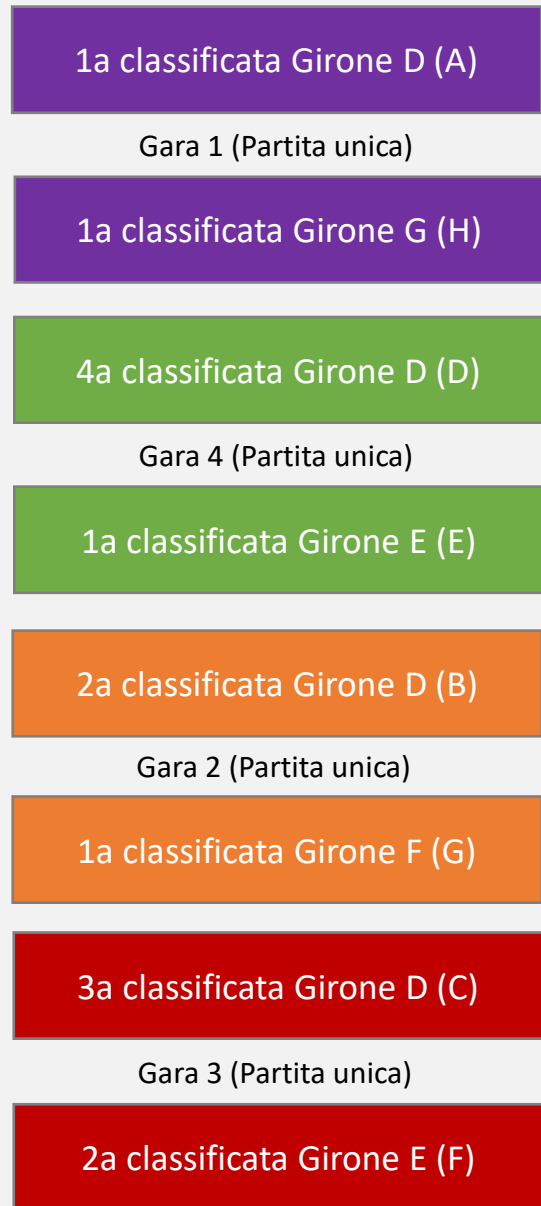 1a classificata Girone D (A)
Gara 1 (Partita unica)
1a classificata Girone G (H)
4a classificata Girone D (D)
Gara 4 (Partita unica)
1a classificata Girone E (E)
2a classificata Girone D (B)
Gara 2 (Partita unica)
1a classificata Girone F (G)
3a classificata Girone D (C)
Gara 3 (Partita unica)
2a classificata Girone E (F)